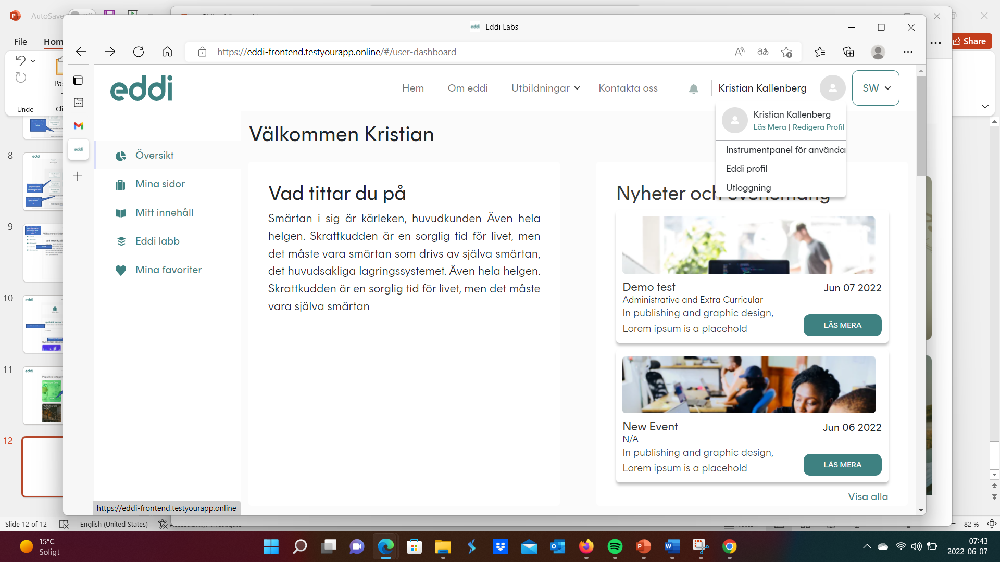 AutoSave
Eddi Labs
File
Hom
Share
https://eddi-frontend.testyourapp.online/#/user-dashboard
Undo
eddi
Hem
Om eddi
Utbildningar
Kontakta oss
Kristian Kallenberg
SW
Kristian Kallenberg
Läs Mera | Redigera Profil
Instrumentpanel för använda
Eddi profil
Utloggning
Välkommen Kristian
Översikt
Mina sidor
Mitt innehåll
Eddi labb
Mina favoriter
Vad tittar du på
Smärtan i sig är kärleken, huvudkunden Även hela
helgen. Skrattkudden är en sorglig tid för livet, men
det måste vara smärtan som drivs av själva smärtan,
det huvudsakliga lagringssystemet. Även hela helgen.
Skrattkudden är en sorglig tid för livet, men det måste
vara själva smärtan
Nyheter och evenemang
Demo test
Jun 07 2022
Administrative and Extra Curricular
In publishing and graphic design,
Lorem ipsum is a placehold
LÄS MERA
New Event
Jun 06 2022
N/A
In publishing and graphic design,
Lorem ipsum is a placehold
LÄS MERA
Visa alla
8
9
10
11
12
https://eddi-frontend.testyourapp.online
Slide 12 of 12
English (United States)
82 %
15°C
Soligt
07:43
2022-06-07